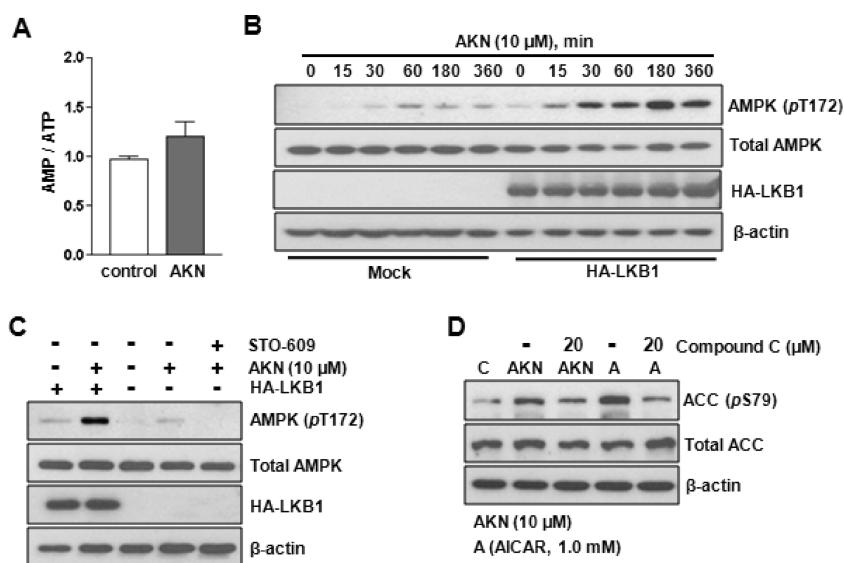 A
AMP / ATP
2.0
1.5
1.0
0.5
0.0
control AKN
B
AKN (10 µM), min
0 15 30 60 180 360 0 15 30 60 180 360
AMPK (pT172)
Total AMPK
HA-LKB1
β-actin
Mock HA-LKB1
C
- - - - + STO-609
- + - + + AKN (10 µM)
+ + - - - HA-LKB1
AMPK (pT172)
Total AMPK
HA-LKB1
β-actin
D
- 20 - 20 Compound C (µM)
C AKN AKN A A
ACC (pS79)
Total ACC
β-actin
AKN (10 µM)
A (AICAR, 1.0 mM)